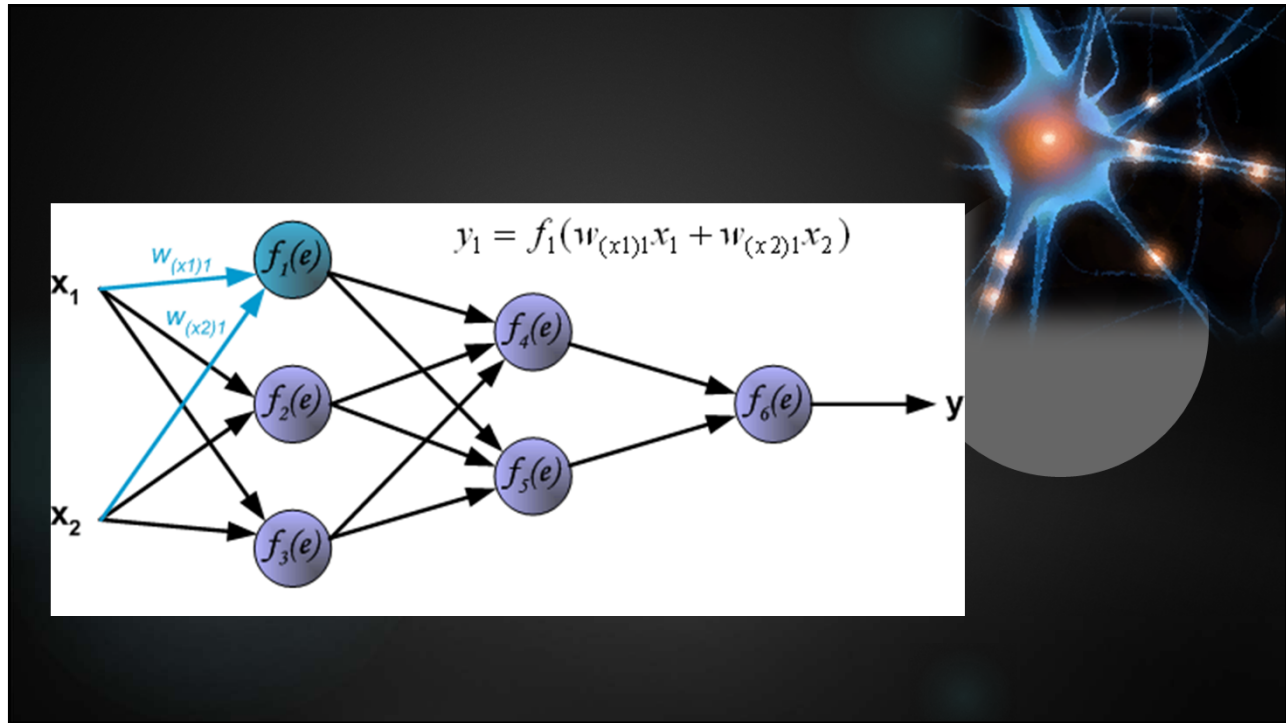 y₁ = f₁(w₍ₓ₁₎₁x₁ + w₍ₓ₂₎₁x₂)
w₍ₓ₁₎₁
f₁(e)
x₁
w₍ₓ₂₎₁
f₄(e)
f₂(e)
f₆(e)
y
f₅(e)
x₂
f₃(e)